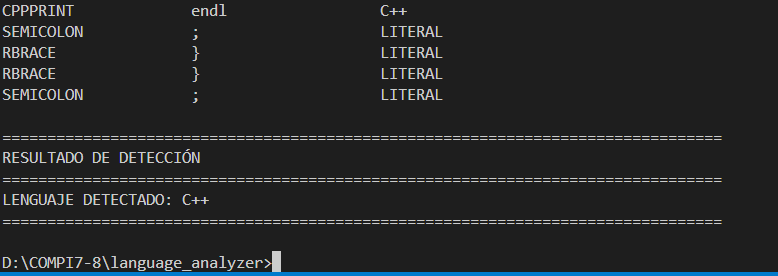 CPPPRINT endl C++
SEMICOLON ; LITERAL
RBRACE } LITERAL
RBRACE } LITERAL
SEMICOLON ; LITERAL
================================================================================
RESULTADO DE DETECCIÓN
================================================================================
LENGUAJE DETECTADO: C++
================================================================================
D:\COMPI7-8\language_analyzer>